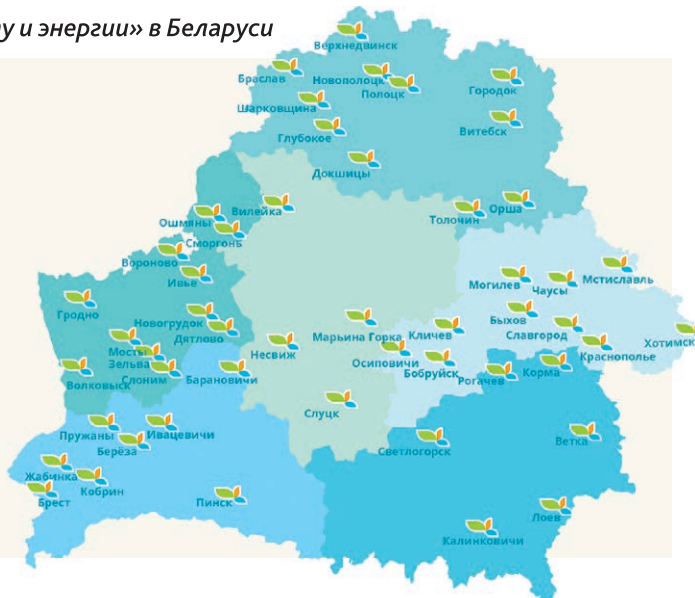 у и энергии» в Беларуси
Верхнедвинск
Браслав
Новополоцк
Полоцк
Городок
Шарковщина
Глубокое
Витебск
Докшицы
Вилейка
Толочин
Орша
Ошмяны
Сморгонь
Вороново
Ивье
Могилев
Чаусы
Мстиславль
Гродно
Новогрудок
Дятлово
Марьина Горка
Кличев
Быхов
Славгород
Хотимск
Мосты
Зельва
Несвиж
Осиповичи
Краснополье
Волковыск
Слоним
Барановичи
Бобруйск
Рогачев
Корма
Слуцк
Пружаны
Ивацевичи
Берёза
Светлогорск
Ветка
Жабинка
Кобрин
Брест
Пинск
Лоев
Калинковичи